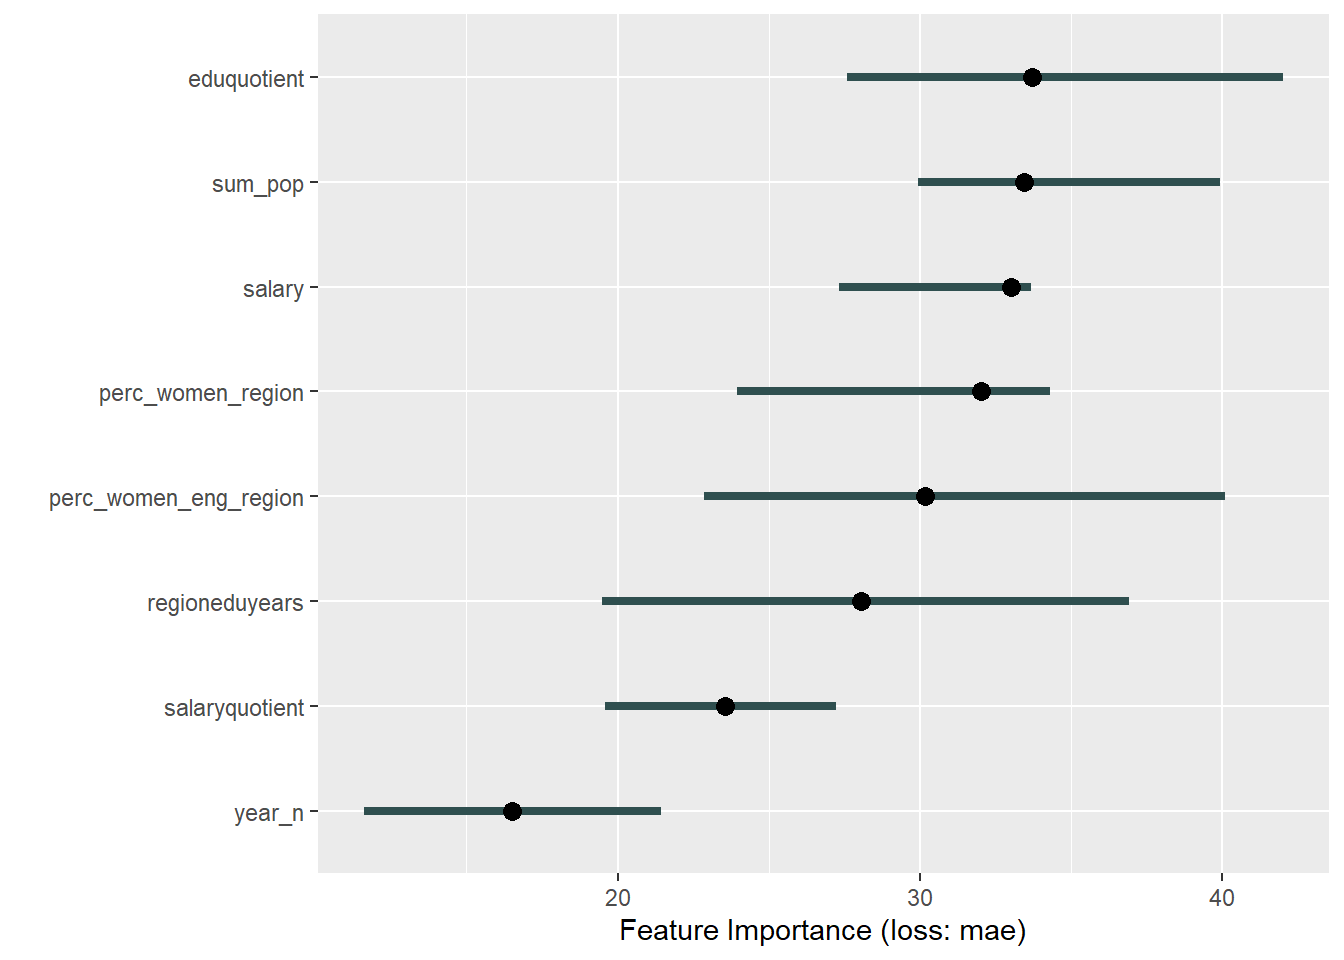 eduquotient
sum_pop
salary
perc_women_region
perc_women_eng_region
regioneduyears
salaryquotient
year_n
20 30 40
Feature Importance (loss: mae)